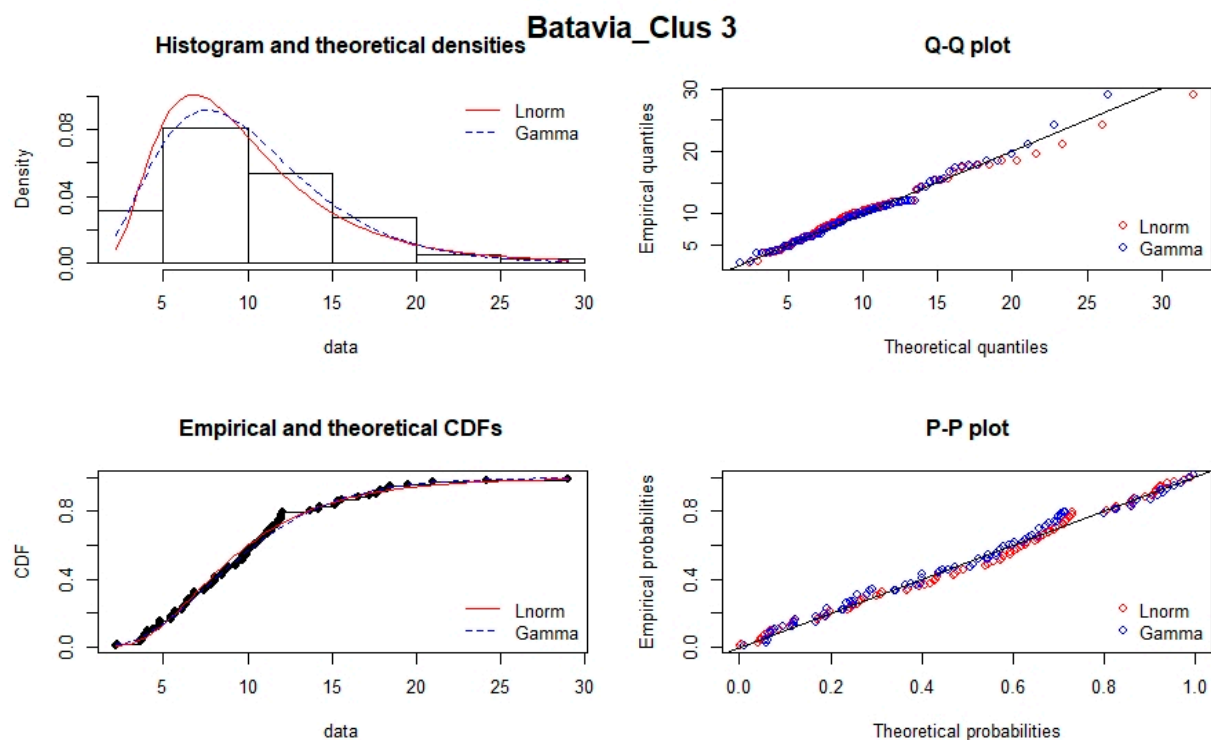 Batavia_Clus 3
Histogram and theoretical densities
Density
0.00 0.04 0.08
Lnorm
Gamma
5 10 15 20 25 30
data
Q-Q plot
Empirical quantiles
5 10 20 30
Lnorm
Gamma
5 10 15 20 25 30
Theoretical quantiles
Empirical and theoretical CDFs
CDF
0.0 0.4 0.8
Lnorm
Gamma
5 10 15 20 25 30
data
P-P plot
Empirical probabilities
0.0 0.4 0.8
Lnorm
Gamma
0.0 0.2 0.4 0.6 0.8 1.0
Theoretical probabilities